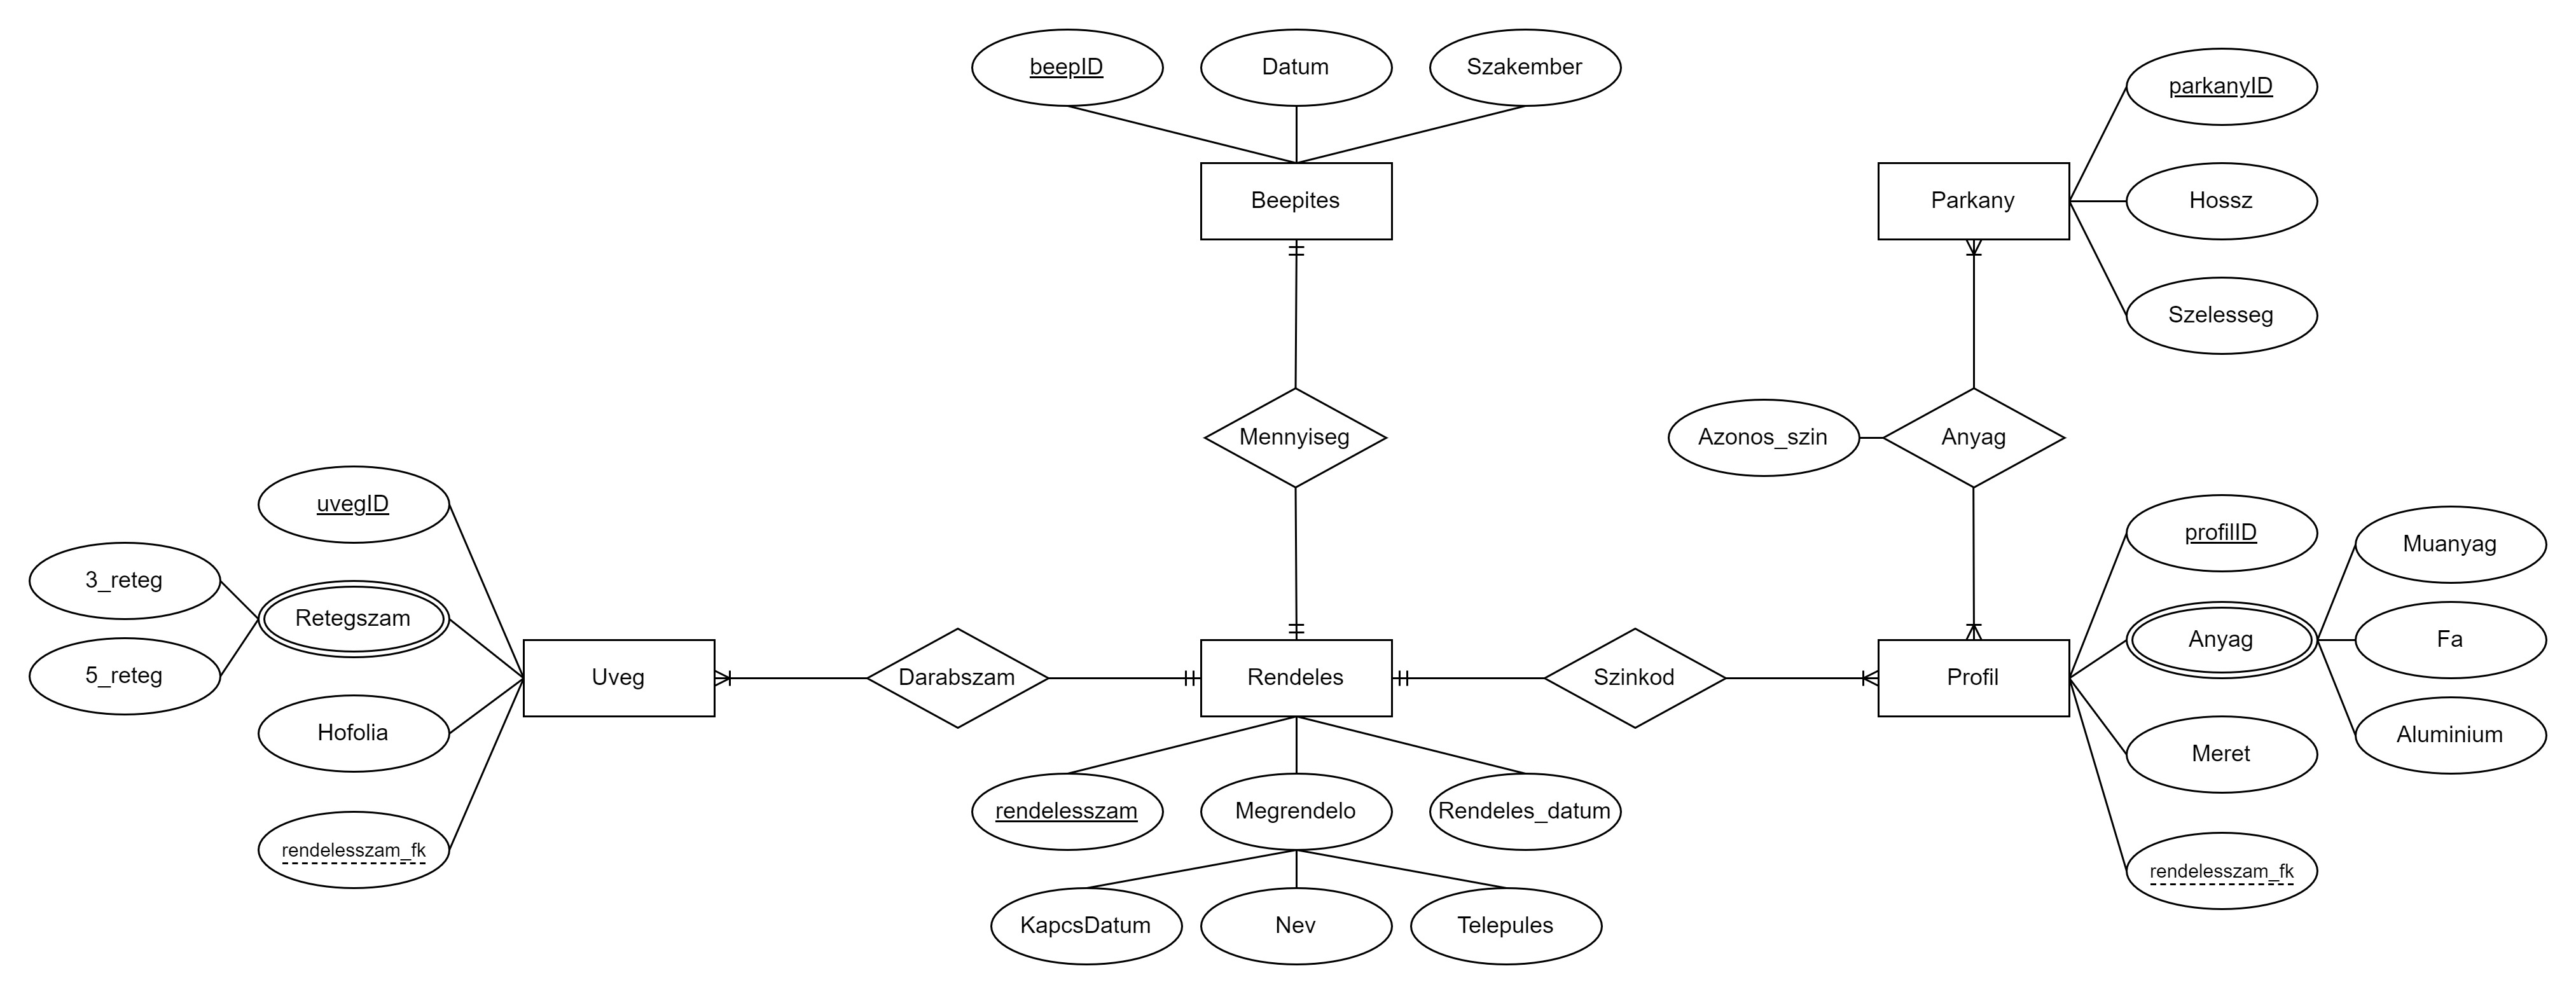 beepID
Datum
Szakember
parkanyID
Beepites
Parkany
Hossz
Szelesseg
Mennyiseg
Azonos_szin
Anyag
uvegID
profilID
Muanyag
3_reteg
Retegszam
Anyag
Fa
5_reteg
Uveg
Darabszam
Rendeles
Szinkod
Profil
Hofolia
Meret
Aluminium
rendelesszam
Megrendelo
Rendeles_datum
rendelesszam_fk
rendelesszam_fk
KapcsDatum
Nev
Telepules